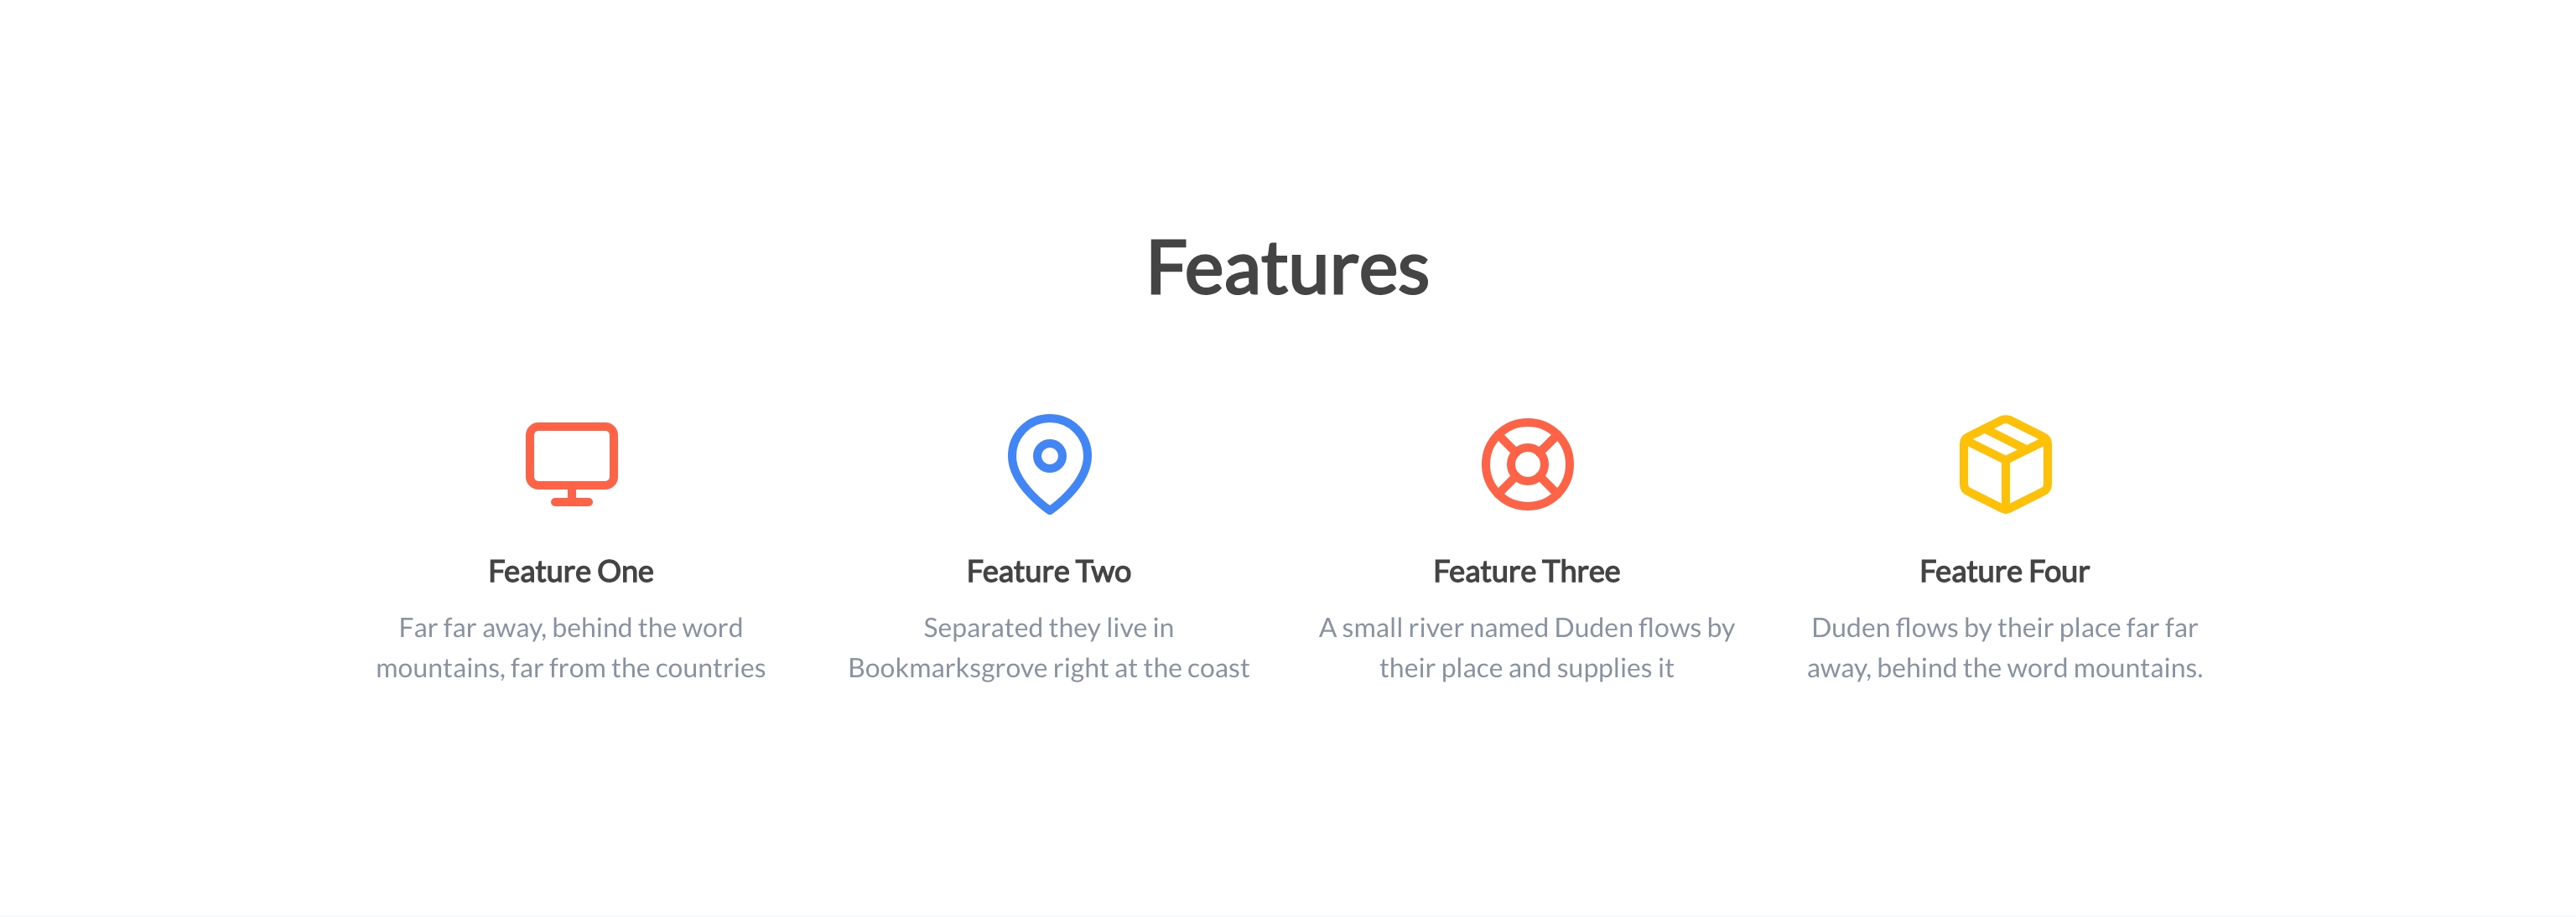 Features
Feature One
Far far away, behind the word
mountains, far from the countries
Feature Two
Separated they live in
Bookmarksgrove right at the coast
Feature Three
A small river named Duden flows by
their place and supplies it
Feature Four
Duden flows by their place far far
away, behind the word mountains.